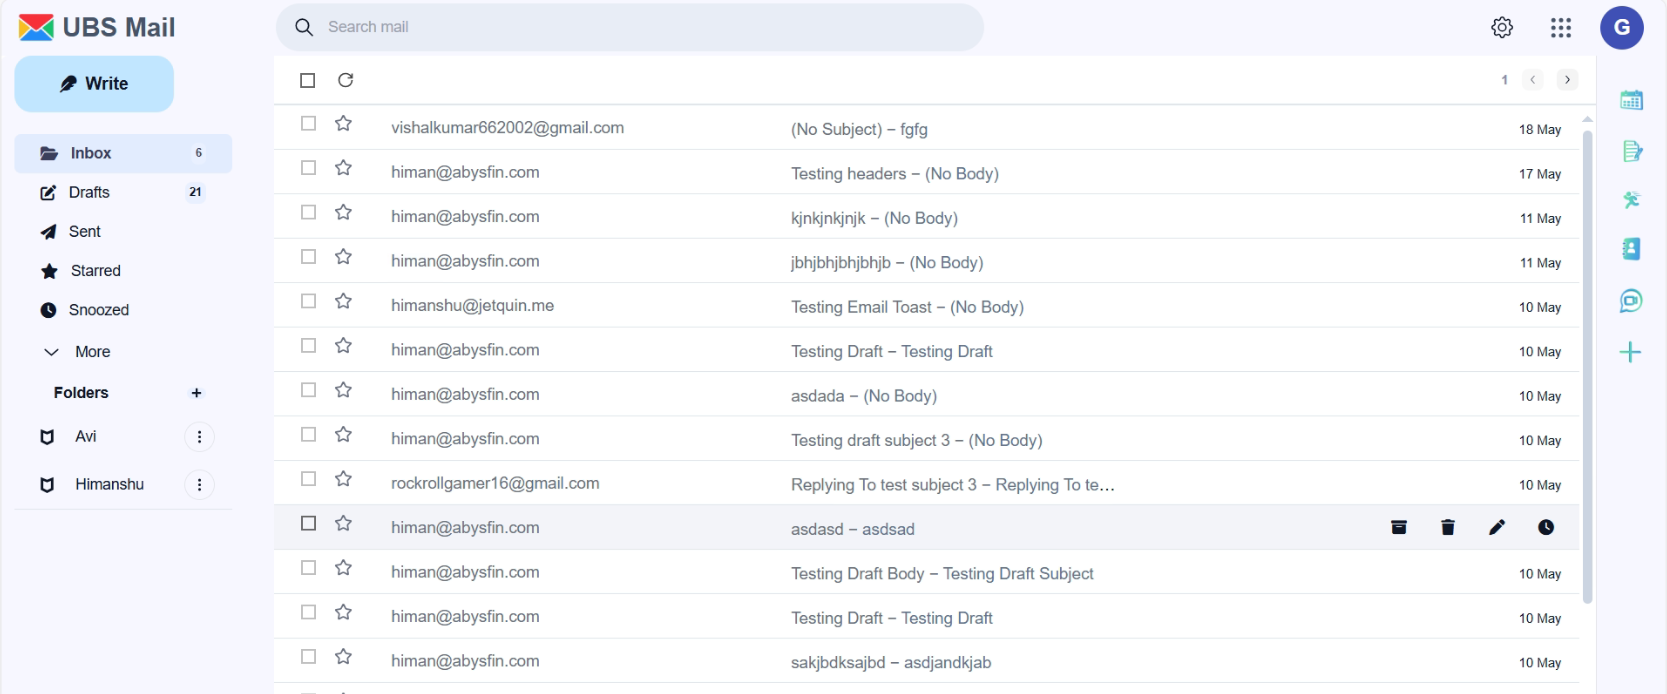 UBS Mail
Search mail
G
Write
1
Inbox 6
Drafts 21
Sent
Starred
Snoozed
More
Folders +
Avi
Himanshu
vishalkumar662002@gmail.com (No Subject) – fgfg 18 May
himan@abysfin.com Testing headers – (No Body) 17 May
himan@abysfin.com kjnkjnkjnjk – (No Body) 11 May
himan@abysfin.com jbhjbhjbhjbhjb – (No Body) 11 May
himanshu@jetquin.me Testing Email Toast – (No Body) 10 May
himan@abysfin.com Testing Draft – Testing Draft 10 May
himan@abysfin.com asdada – (No Body) 10 May
himan@abysfin.com Testing draft subject 3 – (No Body) 10 May
rockrollgamer16@gmail.com Replying To test subject 3 – Replying To te... 10 May
himan@abysfin.com asdasd – asdsad
himan@abysfin.com Testing Draft Body – Testing Draft Subject 10 May
himan@abysfin.com Testing Draft – Testing Draft 10 May
himan@abysfin.com sakjbdksajbd – asdjandkjab 10 May